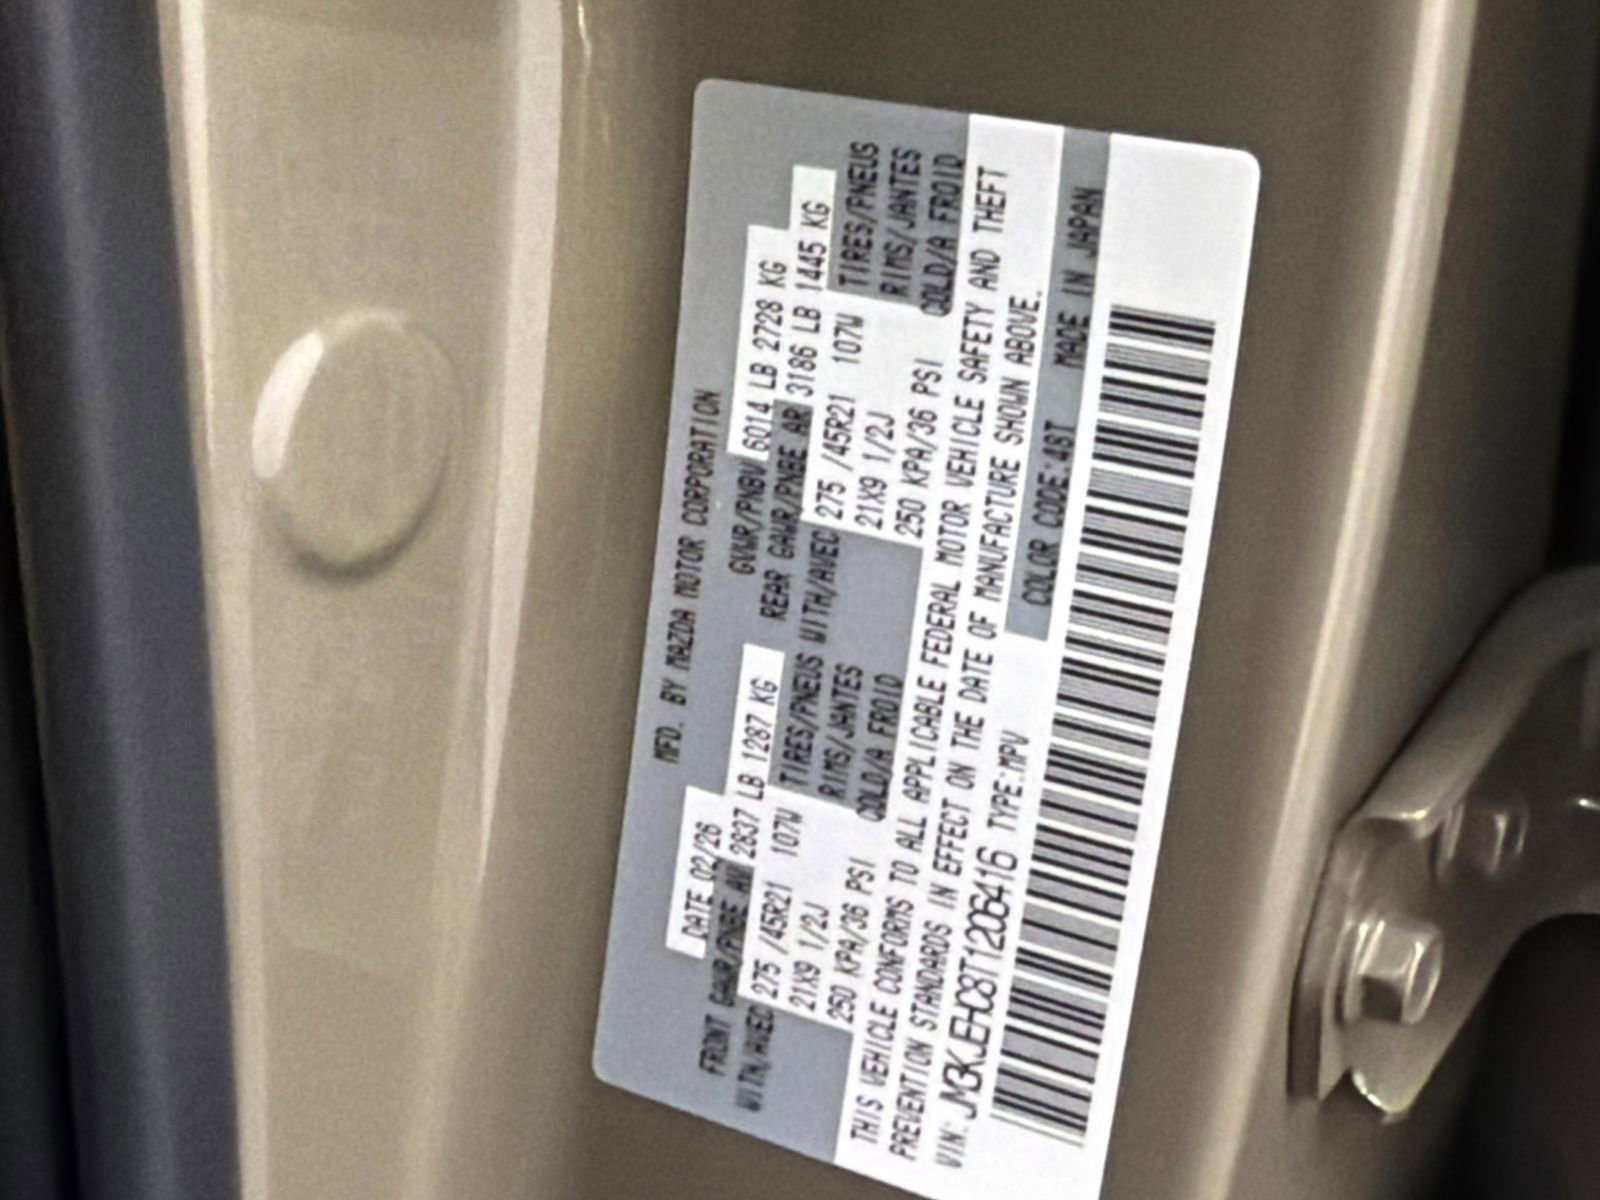 MFD. BY MAZDA MOTOR CORPORATION
DATE 02/26 GVWR/PNBV 6014 LB 2728 KG
FRONT GAWR/PNBE AV 2837 LB 1287 KG REAR GAWR/PNBE AR 3186 LB 1445 KG
WITH/AVEC 275 /45R21 107W TIRES/PNEUS WITH/AVEC 275 /45R21 107W TIRES/PNEUS
21X9 1/2J RIMS/JANTES 21X9 1/2J RIMS/JANTES
250 KPA/36 PSI COLD/A FROID 250 KPA/36 PSI COLD/A FROID
THIS VEHICLE CONFORMS TO ALL APPLICABLE FEDERAL MOTOR VEHICLE SAFETY AND THEFT
PREVENTION STANDARDS IN EFFECT ON THE DATE OF MANUFACTURE SHOWN ABOVE.
VIN: JM3KJEHC8T1206416 TYPE:MPV COLOR CODE:48T MADE IN JAPAN